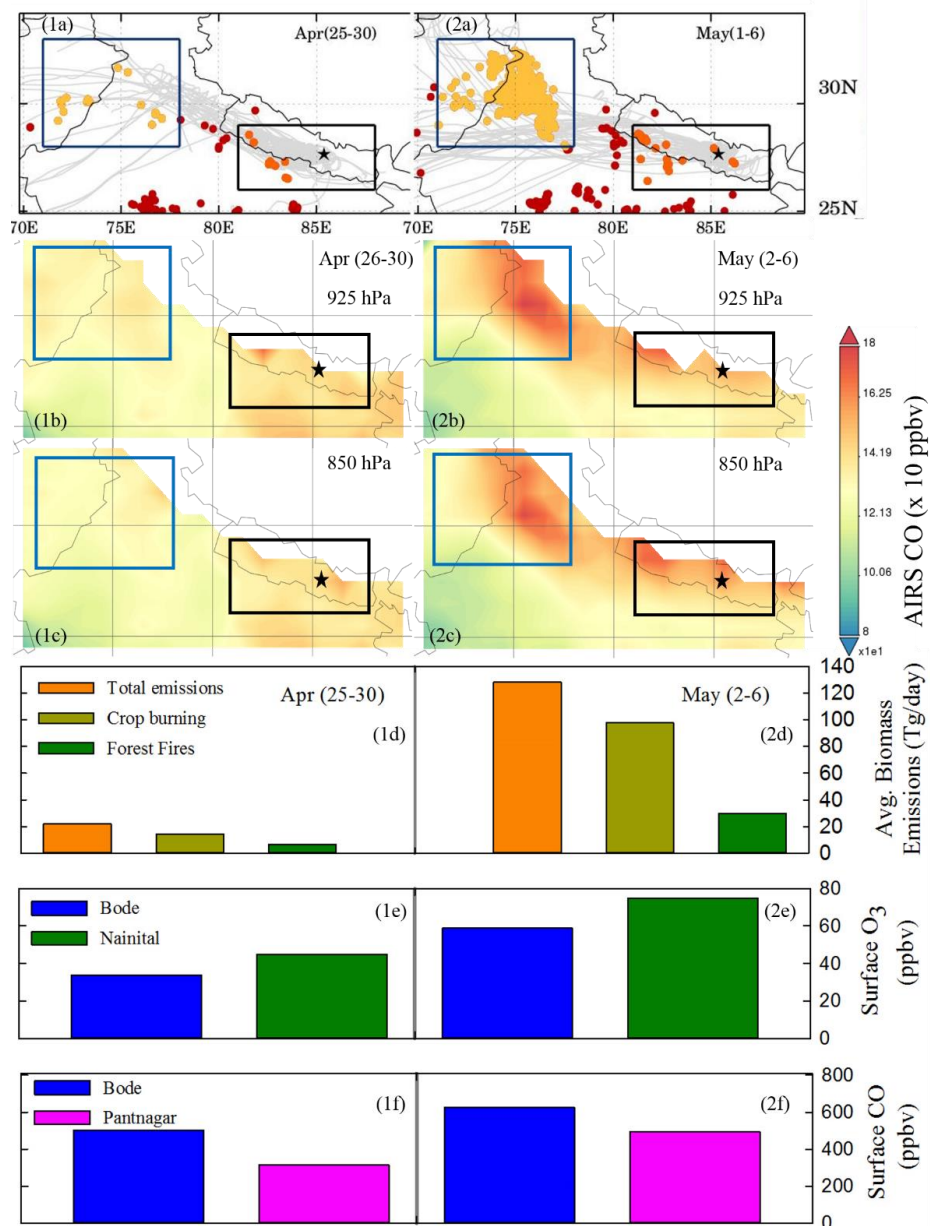 (1a) Apr(25-30) (2a) May(1-6)
30N
25N
70E 75E 80E 85E 70E 75E 80E 85E
Apr (26-30) May (2-6)
925 hPa 925 hPa
(1b) (2b)
850 hPa 850 hPa
(1c) (2c)
18
16.25
14.19
12.13
10.06
8
x1e1
AIRS CO (x 10 ppbv)
Total emissions Apr (25-30) May (2-6)
Crop burning (1d) (2d)
Forest Fires
140
120
100
80
60
40
20
0
Avg. Biomass
Emissions (Tg/day)
Bode (1e) (2e)
Nainital
80
60
40
20
0
Surface O3
(ppbv)
Bode (1f) (2f)
Pantnagar
800
600
400
200
0
Surface CO
(ppbv)